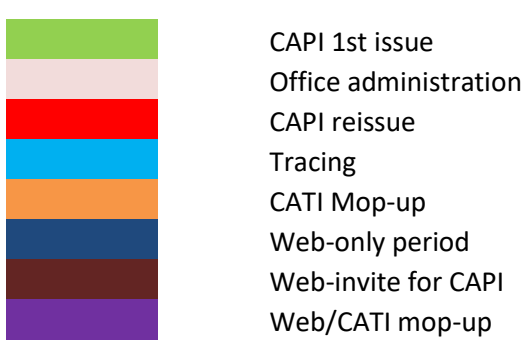 CAPI 1st issue
Office administration
CAPI reissue
Tracing
CATI Mop-up
Web-only period
Web-invite for CAPI
Web/CATI mop-up